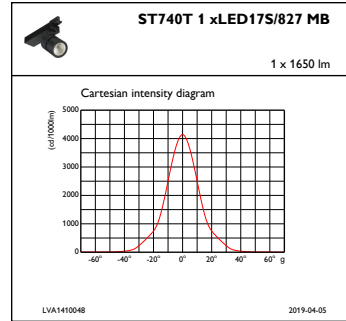 ST740T 1 xLED17S/827 MB
1 x 1650 lm
Cartesian intensity diagram
(cd/1000lm)
5000
4000
3000
2000
1000
0
-60° -40° -20° 0° 20° 40° 60° g
LVA1410048 2019-04-05